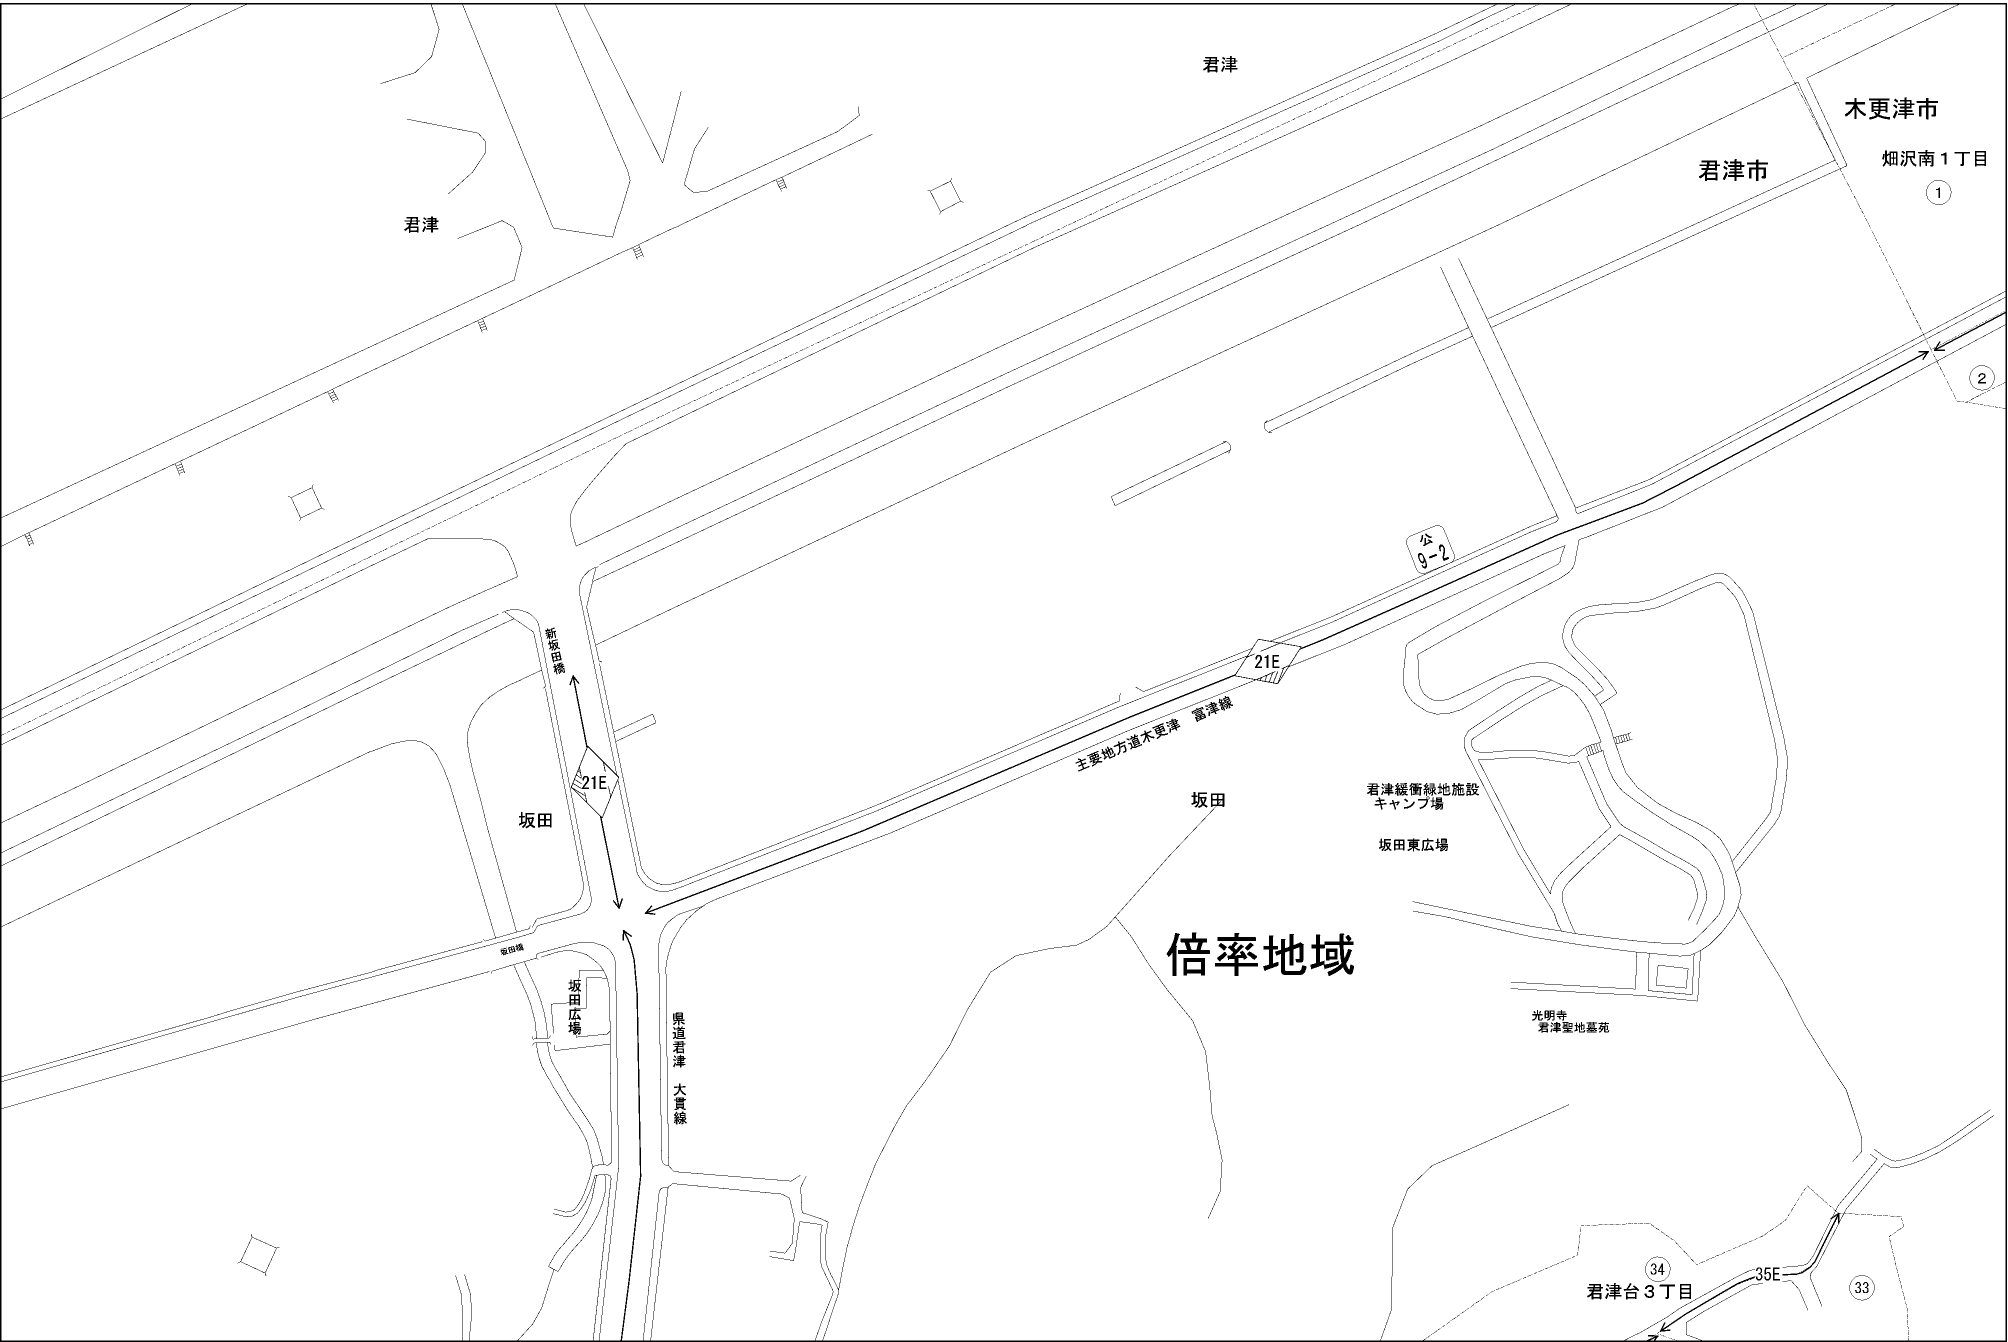 君津
木更津市
君津市
畑沢南１丁目
1
君津
2
公
9-2
新坂田橋
21E
主要地方道木更津　富津線
21E
坂田
坂田
君津緩衝緑地施設
キャンプ場
坂田東広場
倍率地域
坂田橋
坂田広場
県道君津　大貫線
光明寺
君津聖地墓苑
34
35E
君津台３丁目
33